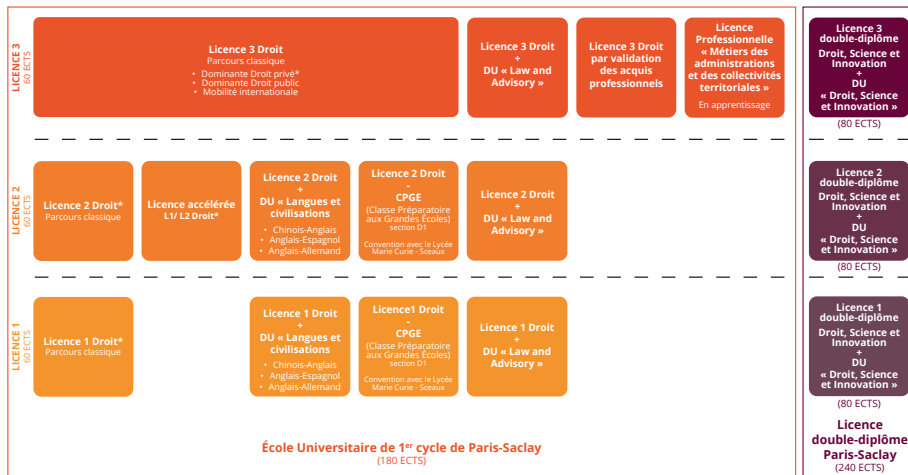 LICENCE 3
60 ECTS
Licence 3 Droit
Parcours classique
• Dominante Droit privé*
• Dominante Droit public
• Mobilité internationale
Licence 3 Droit
+
DU « Law and
Advisory »
Licence 3 Droit
par validation
des acquis
professionnels
Licence
Professionnelle
« Métiers des
administrations
et des collectivités
territoriales »
En apprentissage
Licence 3
double-diplôme
Droit, Science et
Innovation
+
DU
« Droit, Science
et Innovation »
(80 ECTS)
LICENCE 2
60 ECTS
Licence 2 Droit*
Parcours classique
Licence accélérée
L1/ L2 Droit*
Licence 2 Droit
+
DU « Langues et
civilisations
• Chinois-Anglais
• Anglais-Espagnol
• Anglais-Allemand
Licence 2 Droit
-
CPGE
(Classe Préparatoire
aux Grandes Écoles)
section D1
Convention avec le Lycée
Marie Curie - Sceaux
Licence 2 Droit
+
DU « Law and
Advisory »
Licence 2
double-diplôme
Droit, Science et
Innovation
+
DU
« Droit, Science
et Innovation »
(80 ECTS)
LICENCE 1
60 ECTS
Licence 1 Droit*
Parcours classique
Licence 1 Droit
+
DU « Langues et
civilisations
• Chinois-Anglais
• Anglais-Espagnol
• Anglais-Allemand
Licence1 Droit
-
CPGE
(Classe Préparatoire
aux Grandes Écoles)
section D1
Convention avec le Lycée
Marie Curie - Sceaux
Licence 1 Droit
+
DU « Law and
Advisory »
Licence 1
double-diplôme
Droit, Science et
Innovation
+
DU
« Droit, Science
et Innovation »
(80 ECTS)
École Universitaire de 1er cycle de Paris-Saclay
(180 ECTS)
Licence
double-diplôme
Paris-Saclay
(240 ECTS)